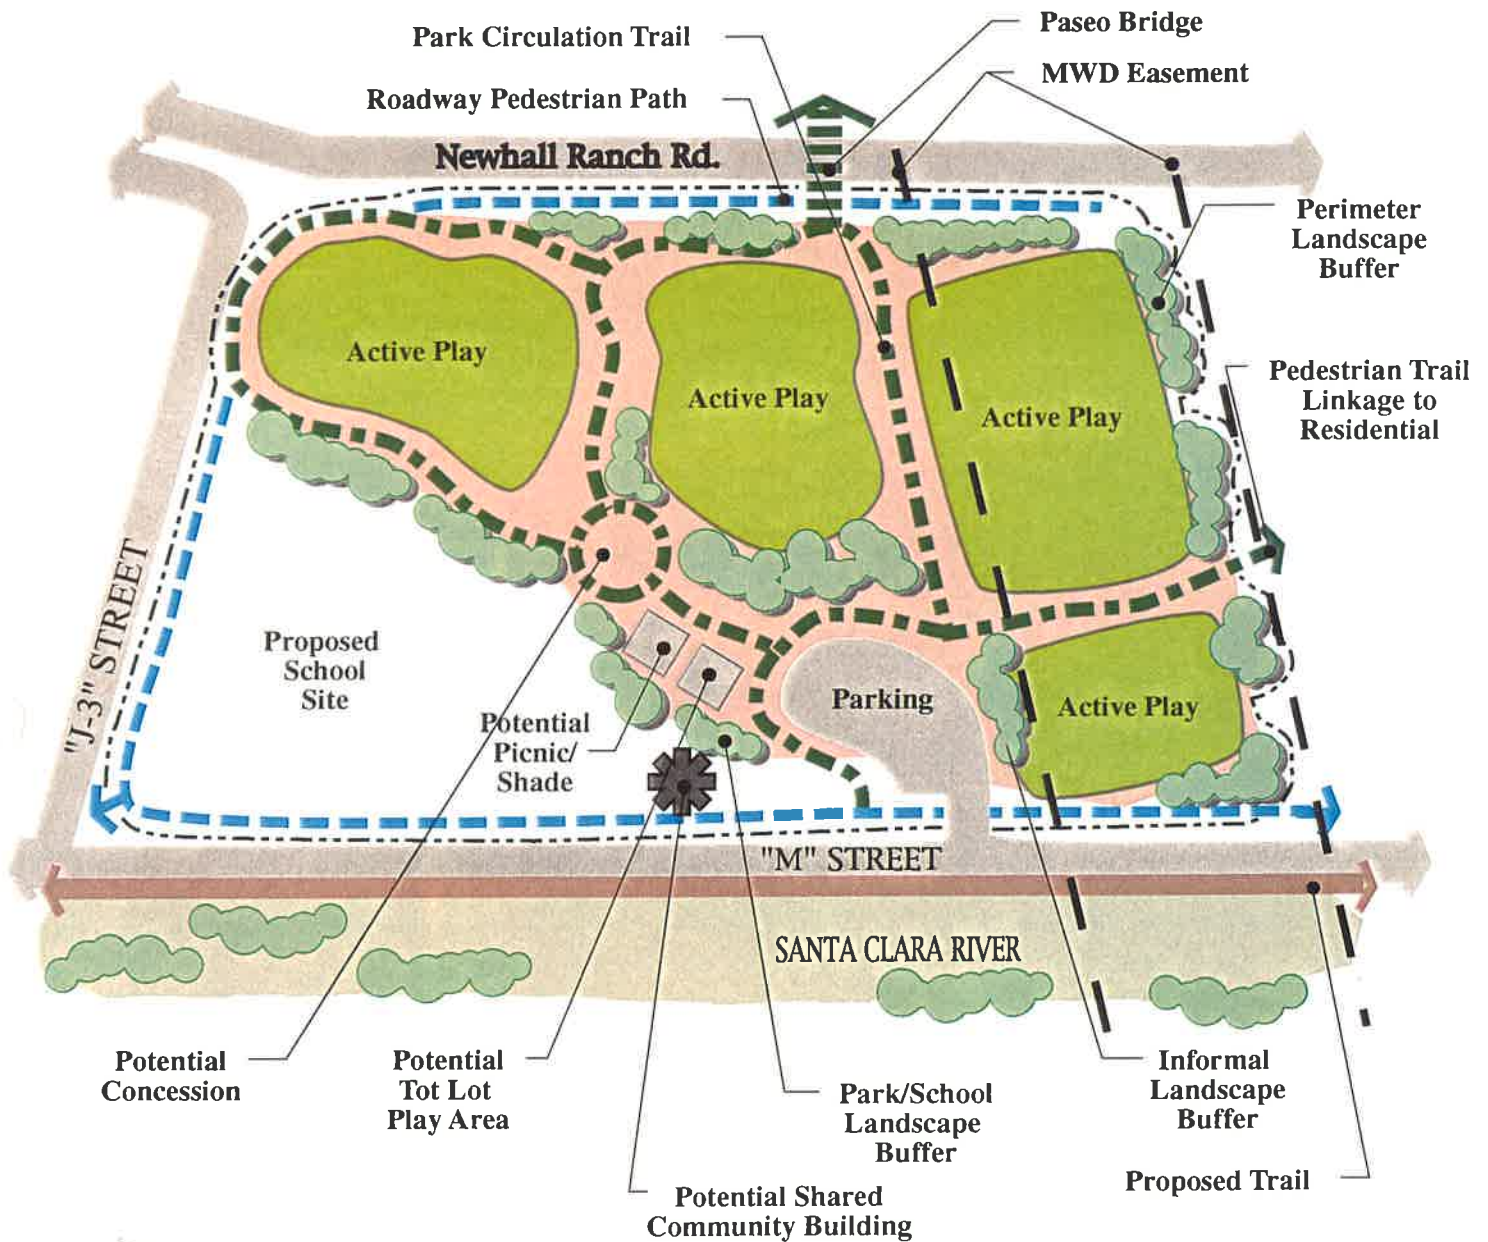 Park Circulation Trail
Paseo Bridge
MWD Easement
Roadway Pedestrian Path
Newhall Ranch Rd.
Perimeter
Landscape
Buffer
Active Play
Active Play
Active Play
Pedestrian Trail
Linkage to
Residential
"J-3" STREET
Proposed
School
Site
Potential
Picnic/
Shade
Parking
Active Play
"M" STREET
SANTA CLARA RIVER
Potential
Concession
Potential
Tot Lot
Play Area
Park/School
Landscape
Buffer
Informal
Landscape
Buffer
Proposed Trail
Potential Shared
Community Building